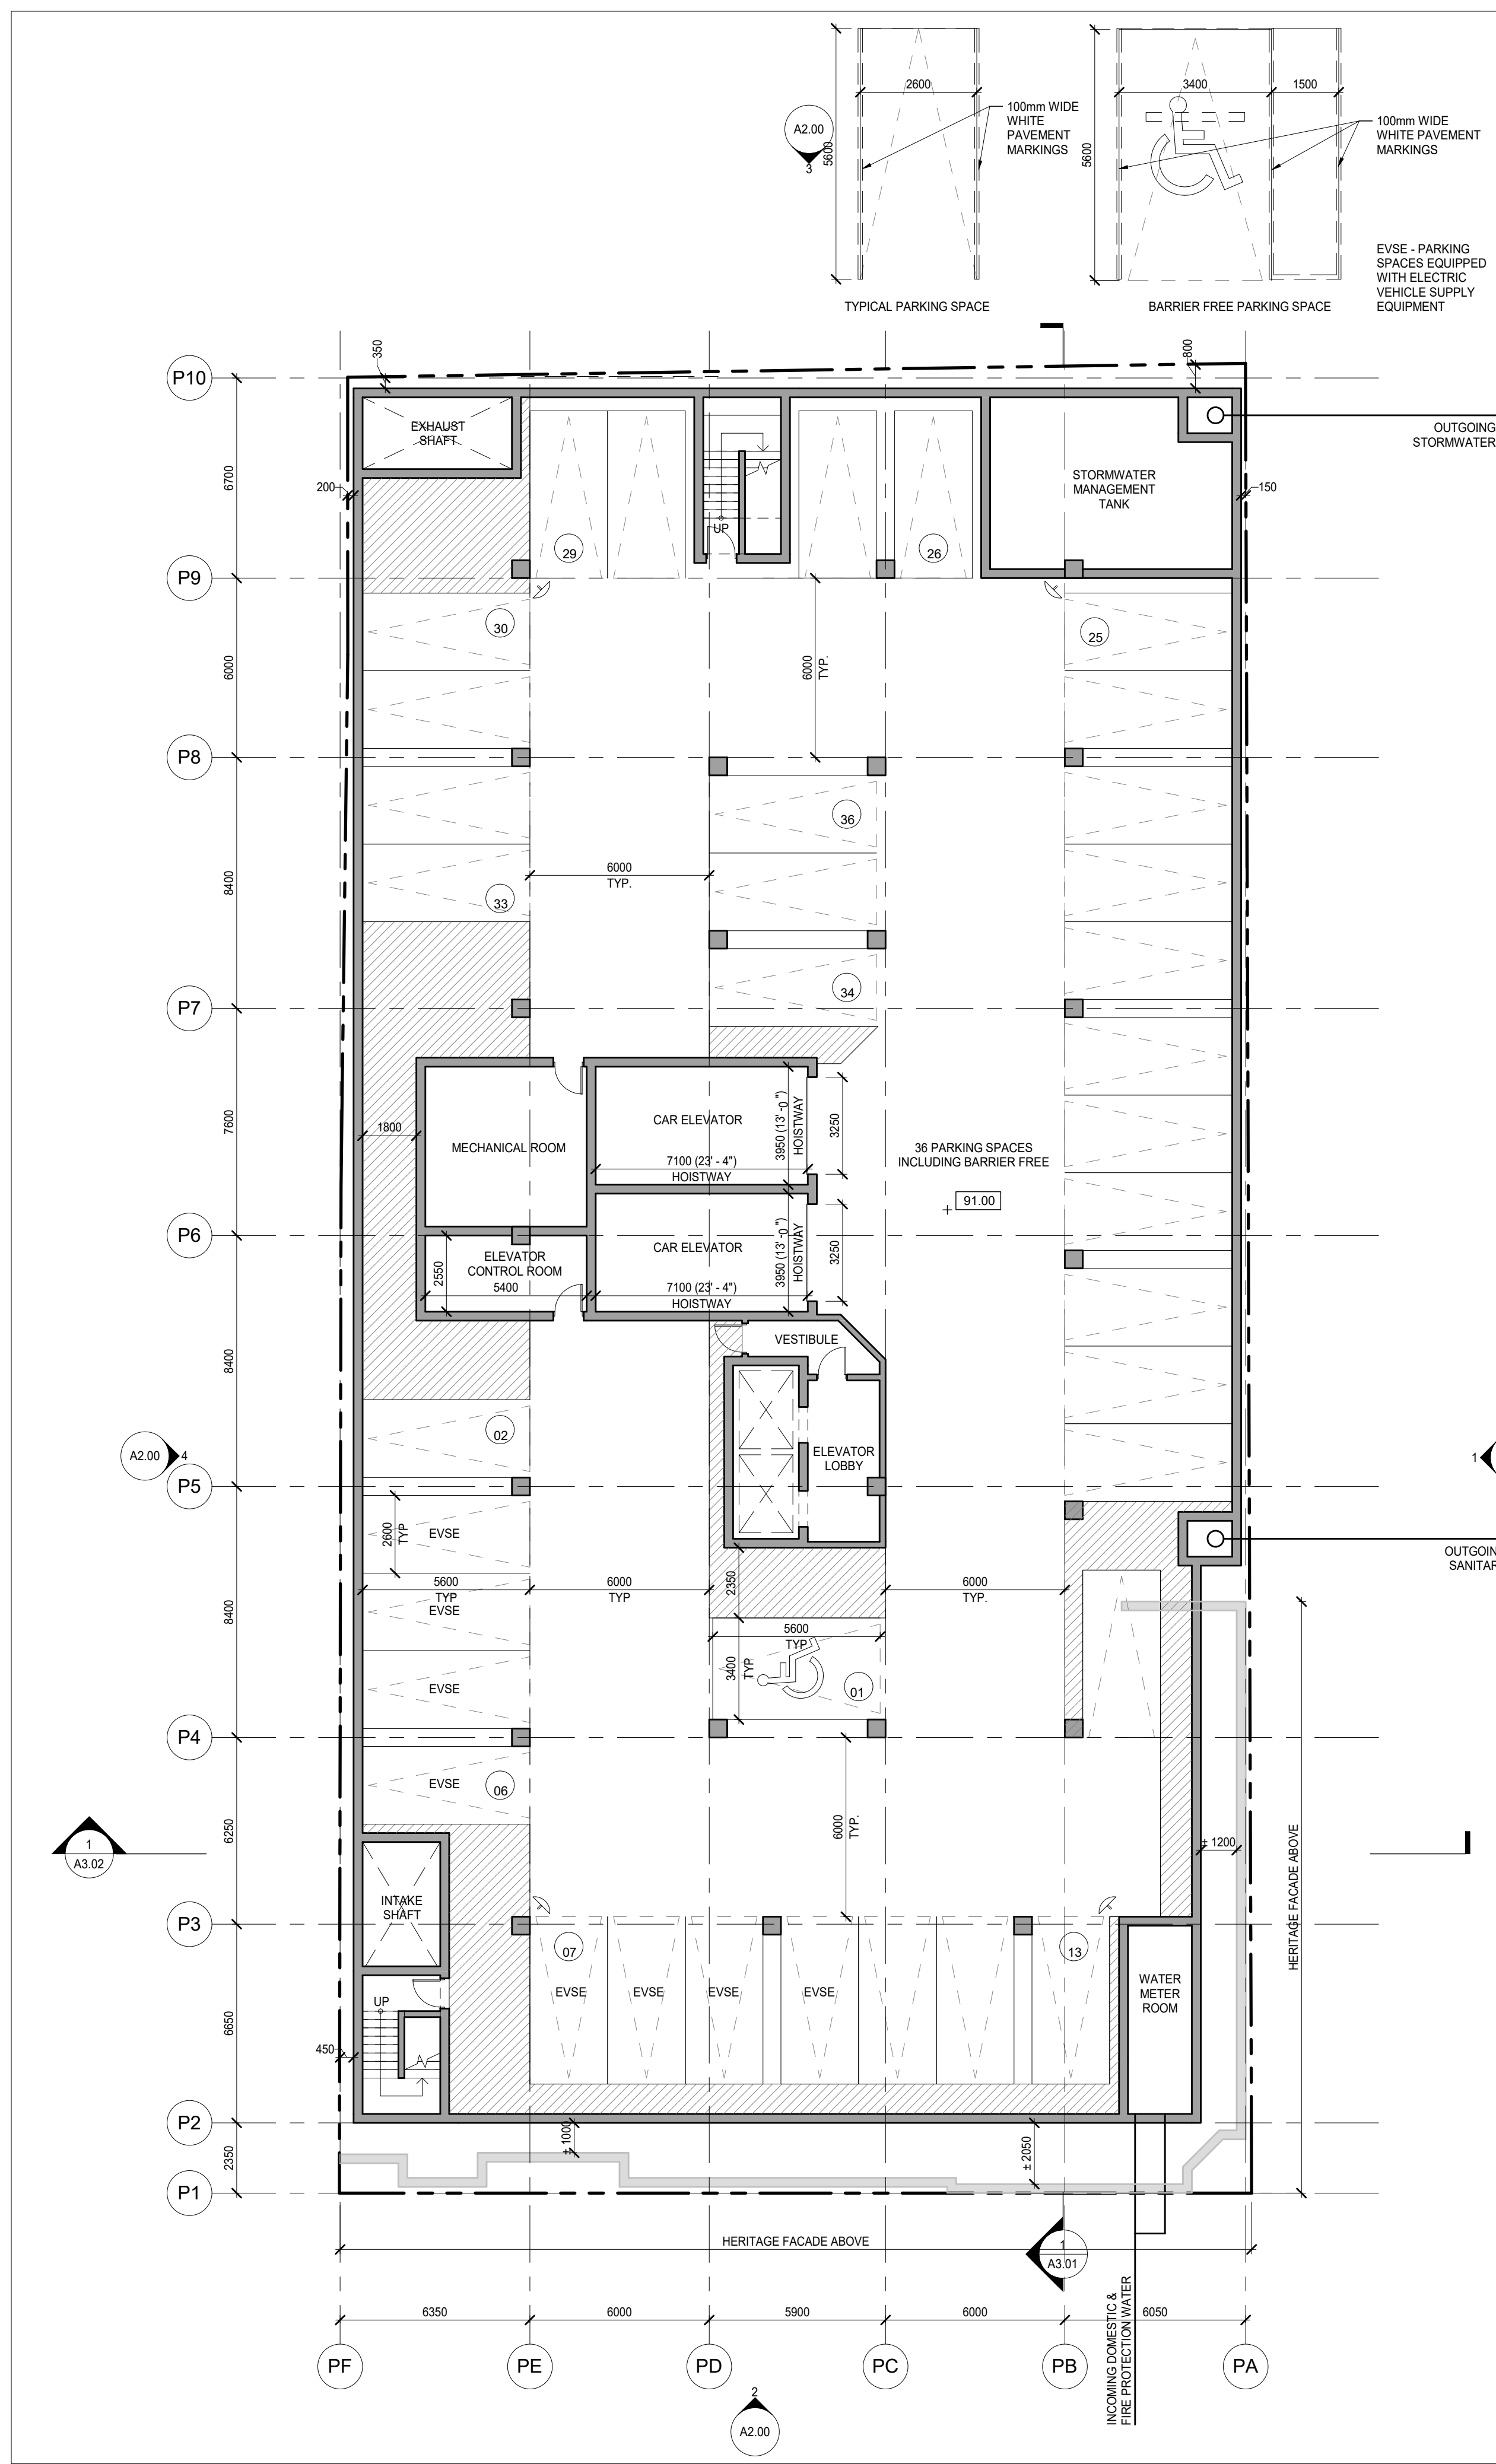 2600
3400
1500
5600
5600
A2.00
3
100mm WIDE
WHITE
PAVEMENT
MARKINGS
100mm WIDE
WHITE PAVEMENT
MARKINGS
TYPICAL PARKING SPACE
BARRIER FREE PARKING SPACE
EVSE - PARKING
SPACES EQUIPPED
WITH ELECTRIC
VEHICLE SUPPLY
EQUIPMENT
P10
350
800
EXHAUST
SHAFT
OUTGOING
STORMWATER
STORMWATER
MANAGEMENT
TANK
6700
200
150
UP
29
26
P9
30
25
6000
6000
TYP.
P8
36
6000
TYP.
8400
33
34
P7
7600
1800
MECHANICAL ROOM
CAR ELEVATOR
3950 (13' -0 ")
HOISTWAY
3250
7100 (23' - 4")
HOISTWAY
36 PARKING SPACES
INCLUDING BARRIER FREE
91.00
P6
ELEVATOR
CONTROL ROOM
2550
5400
CAR ELEVATOR
3950 (13' -0 ")
HOISTWAY
3250
7100 (23' - 4")
HOISTWAY
VESTIBULE
8400
02
ELEVATOR
LOBBY
A2.00
4
1
P5
2600
TYP
EVSE
OUTGOIN
SANITAR
5600
TYP
6000
TYP
2350
6000
TYP.
EVSE
8400
5600
TYP
3400
TYP
01
EVSE
P4
EVSE
06
6000
TYP.
6250
± 1200
HERITAGE FACADE ABOVE
1
A3.02
INTAKE
SHAFT
P3
07
13
EVSE
EVSE
EVSE
EVSE
WATER
METER
ROOM
UP
6650
450
P2
± 1000
± 2050
2350
P1
HERITAGE FACADE ABOVE
1
A3.01
INCOMING DOMESTIC &
FIRE PROTECTION WATER
6350
6000
5900
6000
6050
PF
PE
PD
PC
PB
PA
2
A2.00